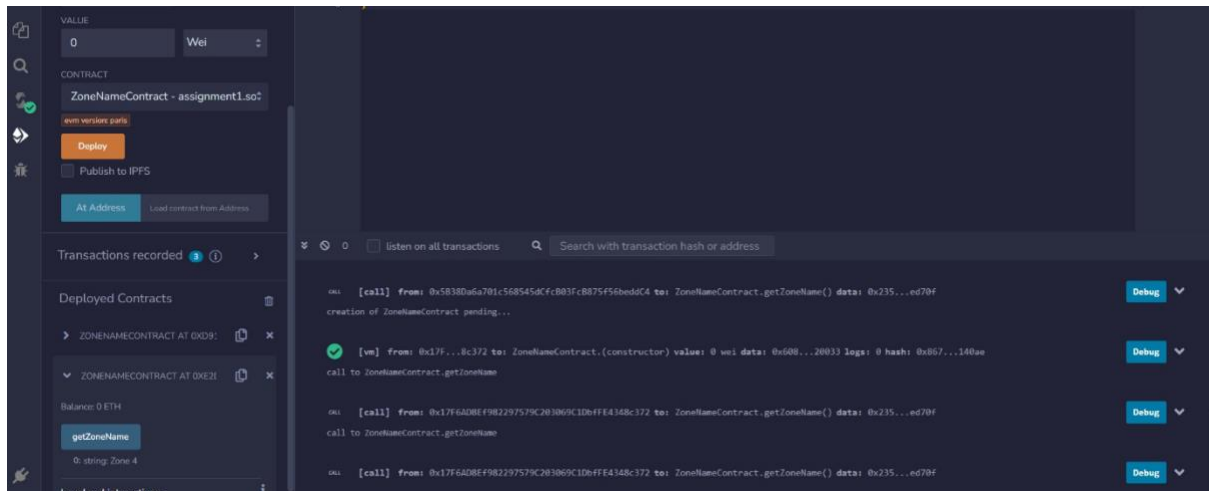 VALUE
0
Wei
CONTRACT
ZoneNameContract - assignment1.so
evm version: paris
Deploy
Publish to IPFS
At Address
Load contract from Address
Transactions recorded 3 i
Deployed Contracts
ZONENAMECONTRACT AT 0XD9
ZONENAMECONTRACT AT 0XE2
Balance: 0 ETH
getZoneName
0: string: Zone 4
0
listen on all transactions
Search with transaction hash or address
CALL [call] from: 0x5B38Da6a701c568545dCfcB03FcB875f56beddC4 to: ZoneNameContract.getZoneName() data: 0x235...ed70f
Debug
creation of ZoneNameContract pending...
[vm] from: 0x17F...8c372 to: ZoneNameContract.(constructor) value: 0 wei data: 0x608...20033 logs: 0 hash: 0x867...140ae
Debug
call to ZoneNameContract.getZoneName
CALL [call] from: 0x17F6AD8Ef982297579C203069C1DbfFE4348c372 to: ZoneNameContract.getZoneName() data: 0x235...ed70f
Debug
call to ZoneNameContract.getZoneName
CALL [call] from: 0x17F6AD8Ef982297579C203069C1DbfFE4348c372 to: ZoneNameContract.getZoneName() data: 0x235...ed70f
Debug